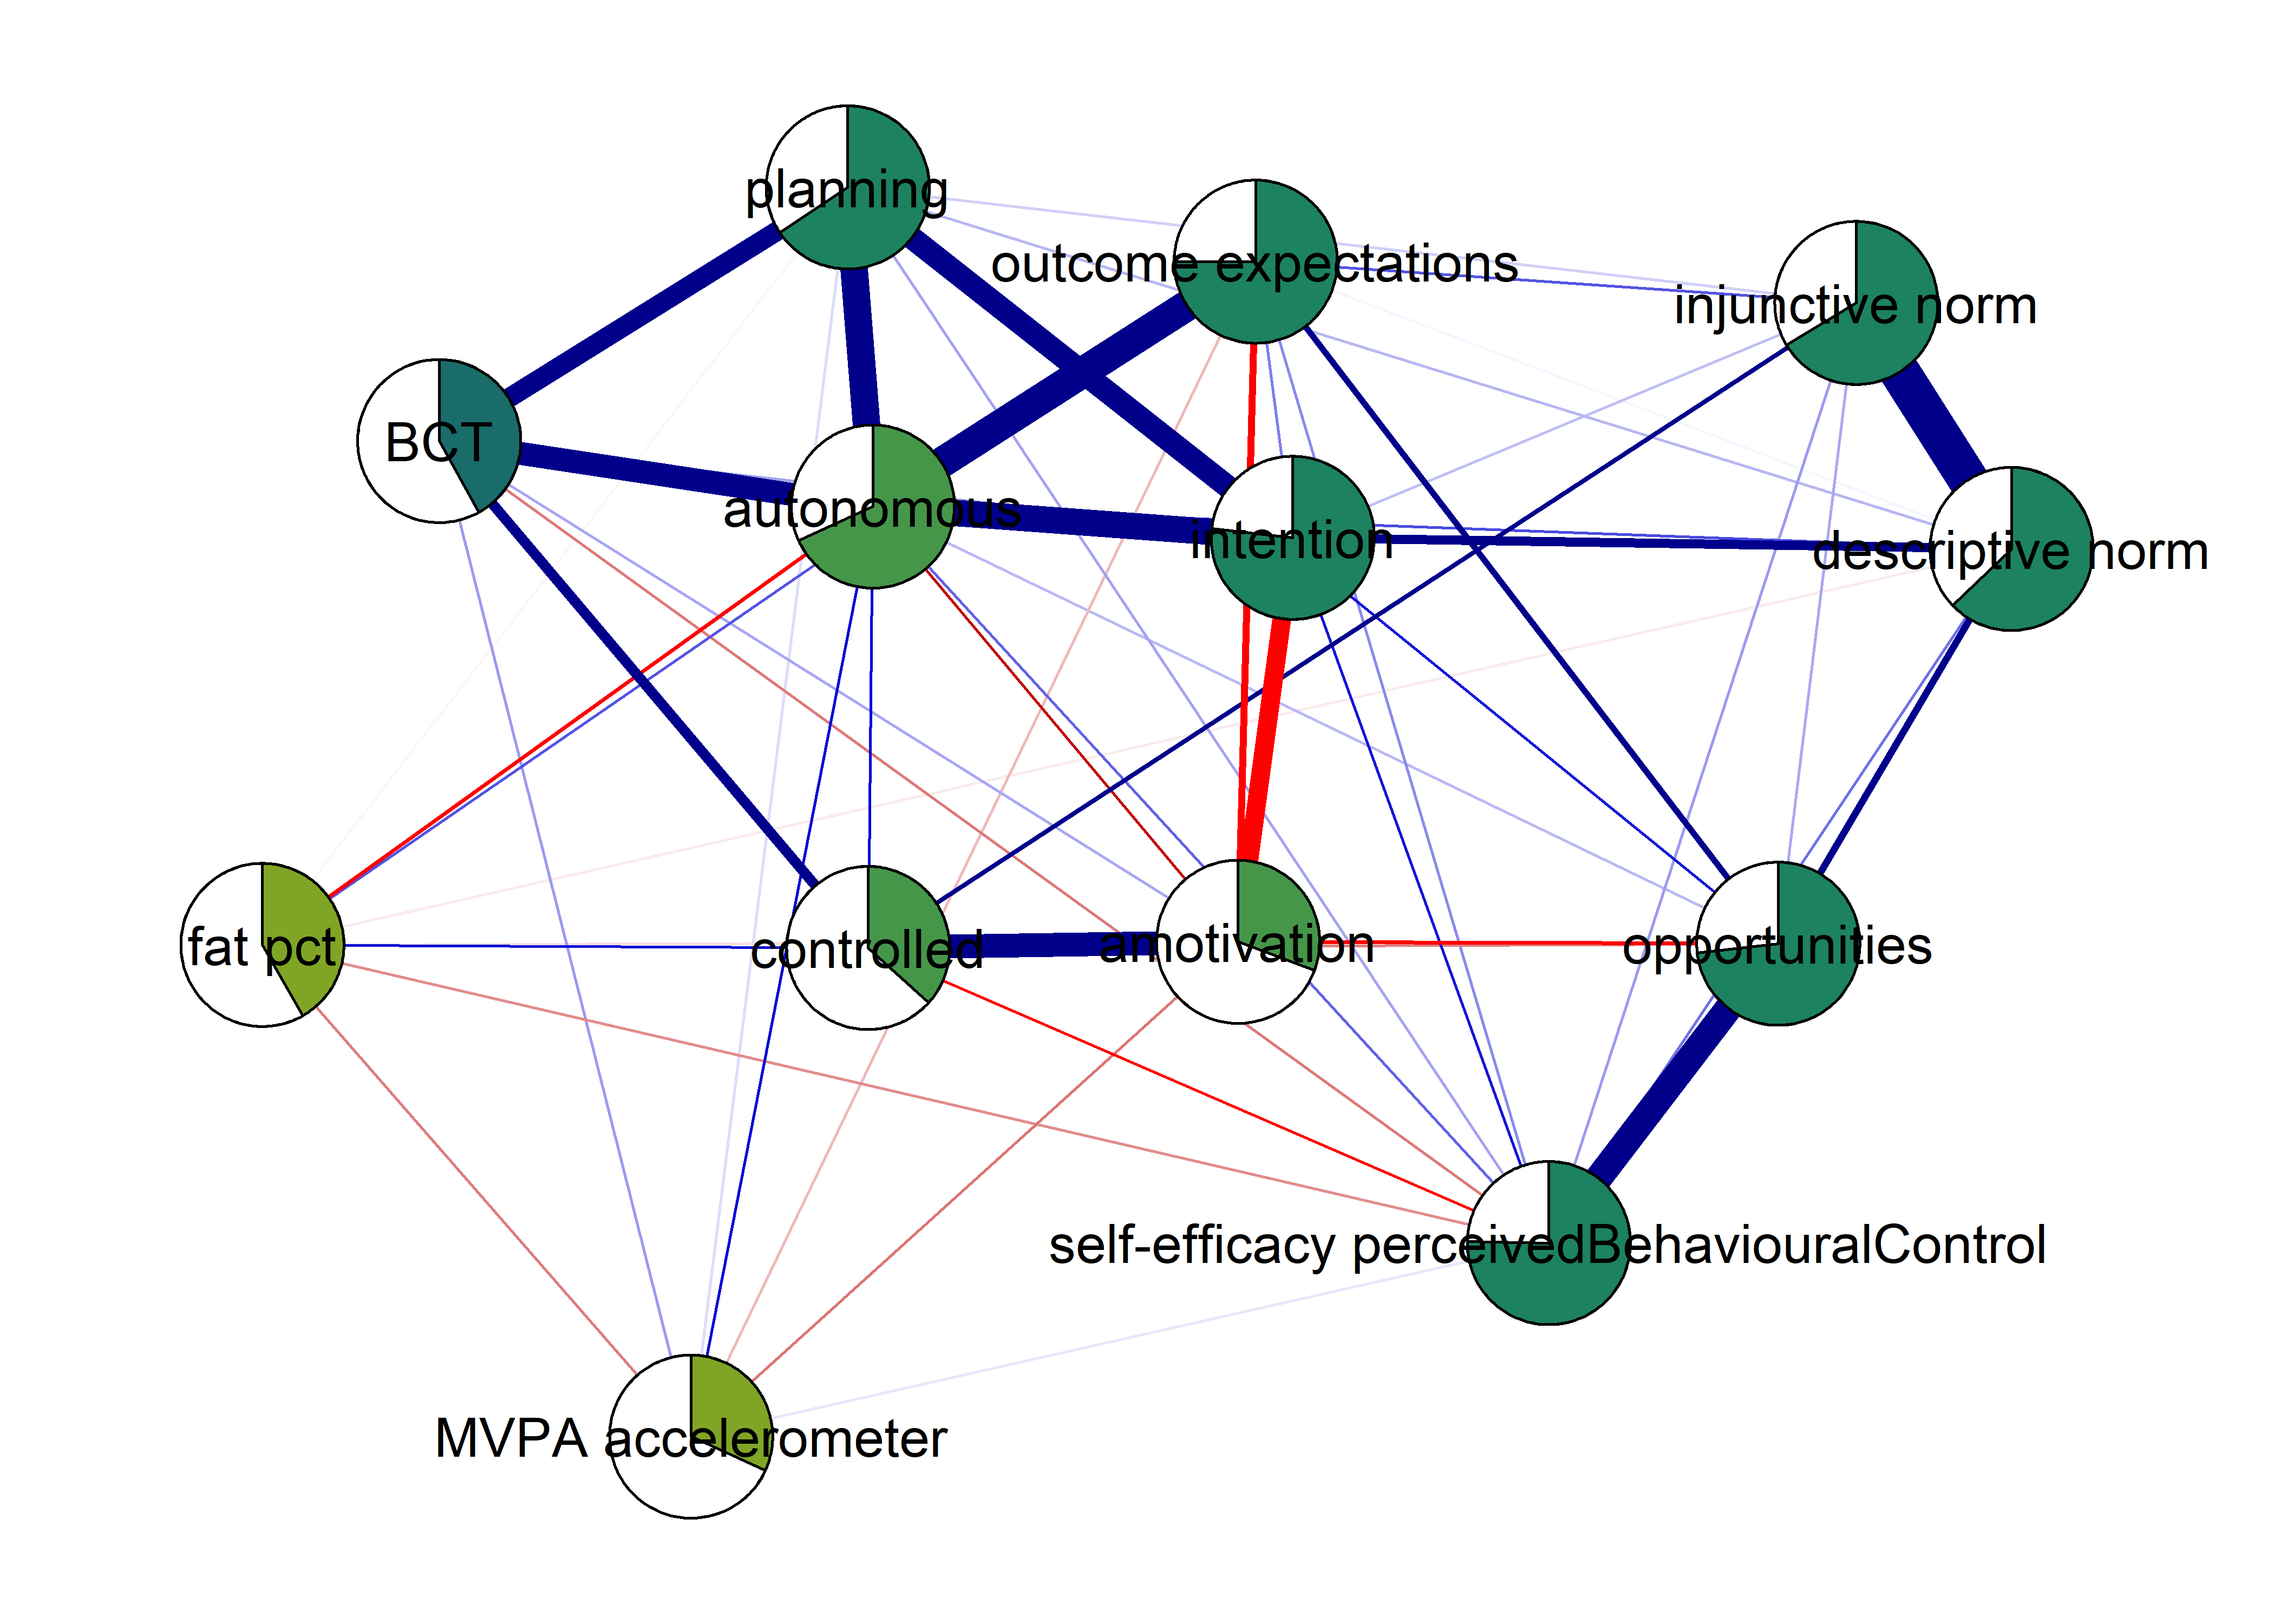 planning
outcome expectations
injunctive norm
BCT
autonomous
intention
descriptive norm
fat pct
controlled
amotivation
opportunities
self-efficacy perceivedBehaviouralControl
MVPA accelerometer